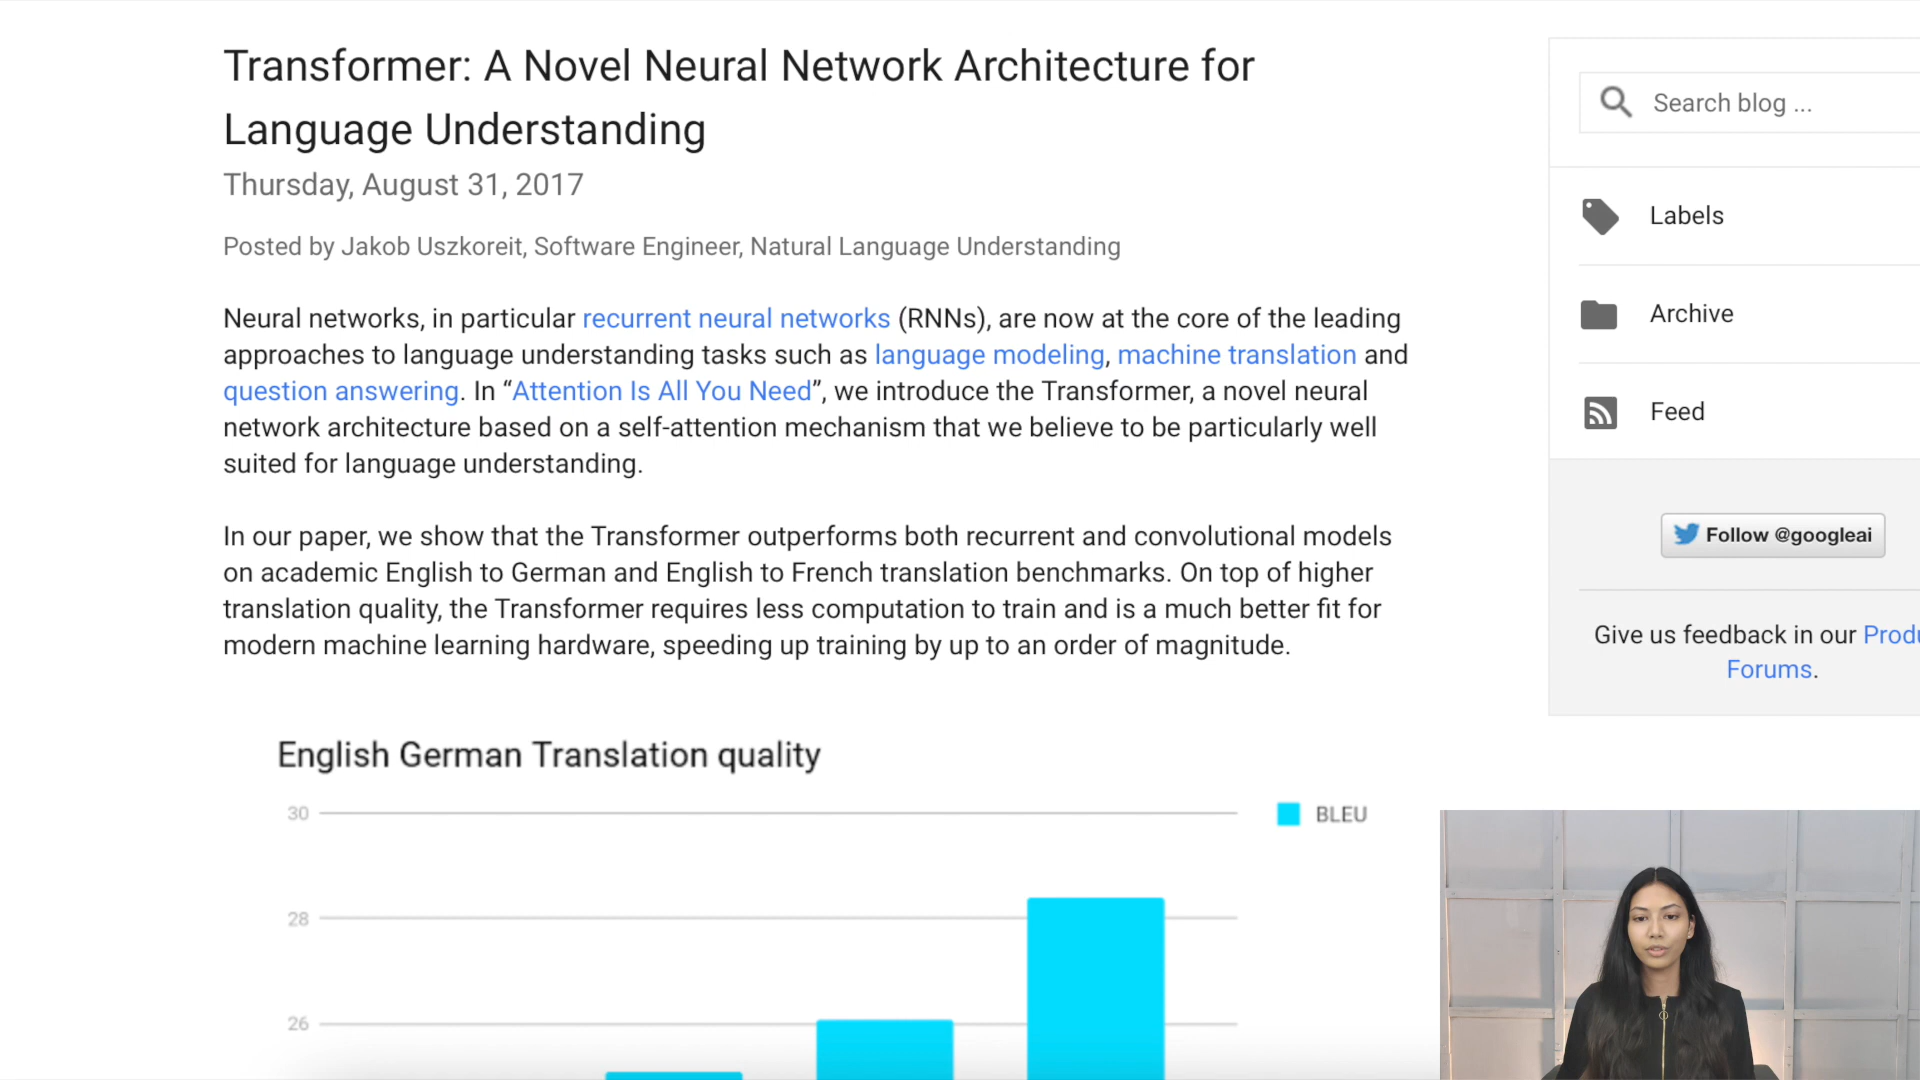 Transformer: A Novel Neural Network Architecture for
Language Understanding
Thursday, August 31, 2017
Posted by Jakob Uszkoreit, Software Engineer, Natural Language Understanding
Neural networks, in particular recurrent neural networks (RNNs), are now at the core of the leading
approaches to language understanding tasks such as language modeling, machine translation and
question answering. In “Attention Is All You Need”, we introduce the Transformer, a novel neural
network architecture based on a self-attention mechanism that we believe to be particularly well
suited for language understanding.
In our paper, we show that the Transformer outperforms both recurrent and convolutional models
on academic English to German and English to French translation benchmarks. On top of higher
translation quality, the Transformer requires less computation to train and is a much better fit for
modern machine learning hardware, speeding up training by up to an order of magnitude.
English German Translation quality
30
BLEU
28
26
Search blog ...
Labels
Archive
Feed
Follow @googleai
Give us feedback in our
Forums.